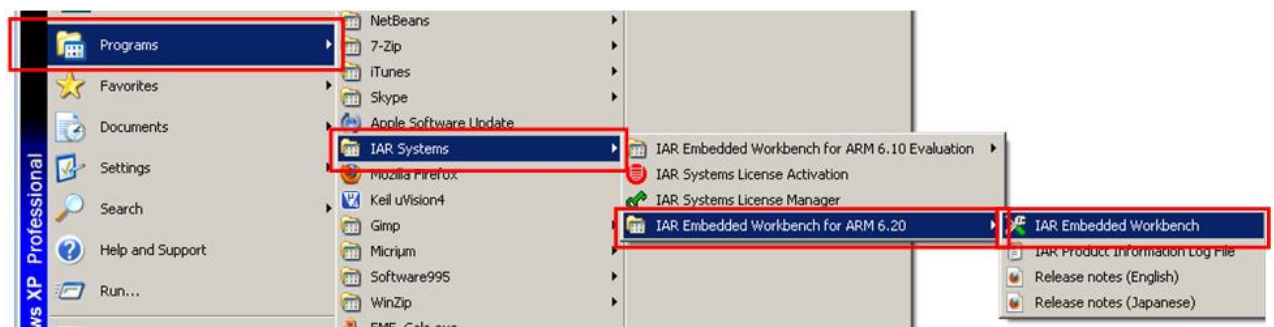 Windows XP Professional
Programs
Favorites
Documents
Settings
Search
Help and Support
Run...
NetBeans
7-Zip
iTunes
Skype
Apple Software Update
IAR Systems
Mozilla Firefox
Keil uVision4
Gimp
Micrium
Software995
WinZip
IAR Embedded Workbench for ARM 6.10 Evaluation
IAR Systems License Activation
IAR Systems License Manager
IAR Embedded Workbench for ARM 6.20
IAR Embedded Workbench
IAR Product Information Log File
Release notes (English)
Release notes (Japanese)